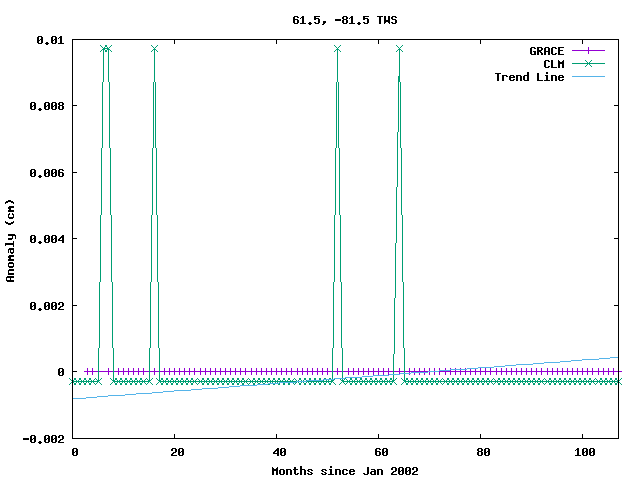 61.5, -81.5 TWS
GRACE
CLM
Trend Line
0.01
0.008
0.006
0.004
0.002
0
-0.002
Anomaly (cm)
0 20 40 60 80 100
Months since Jan 2002